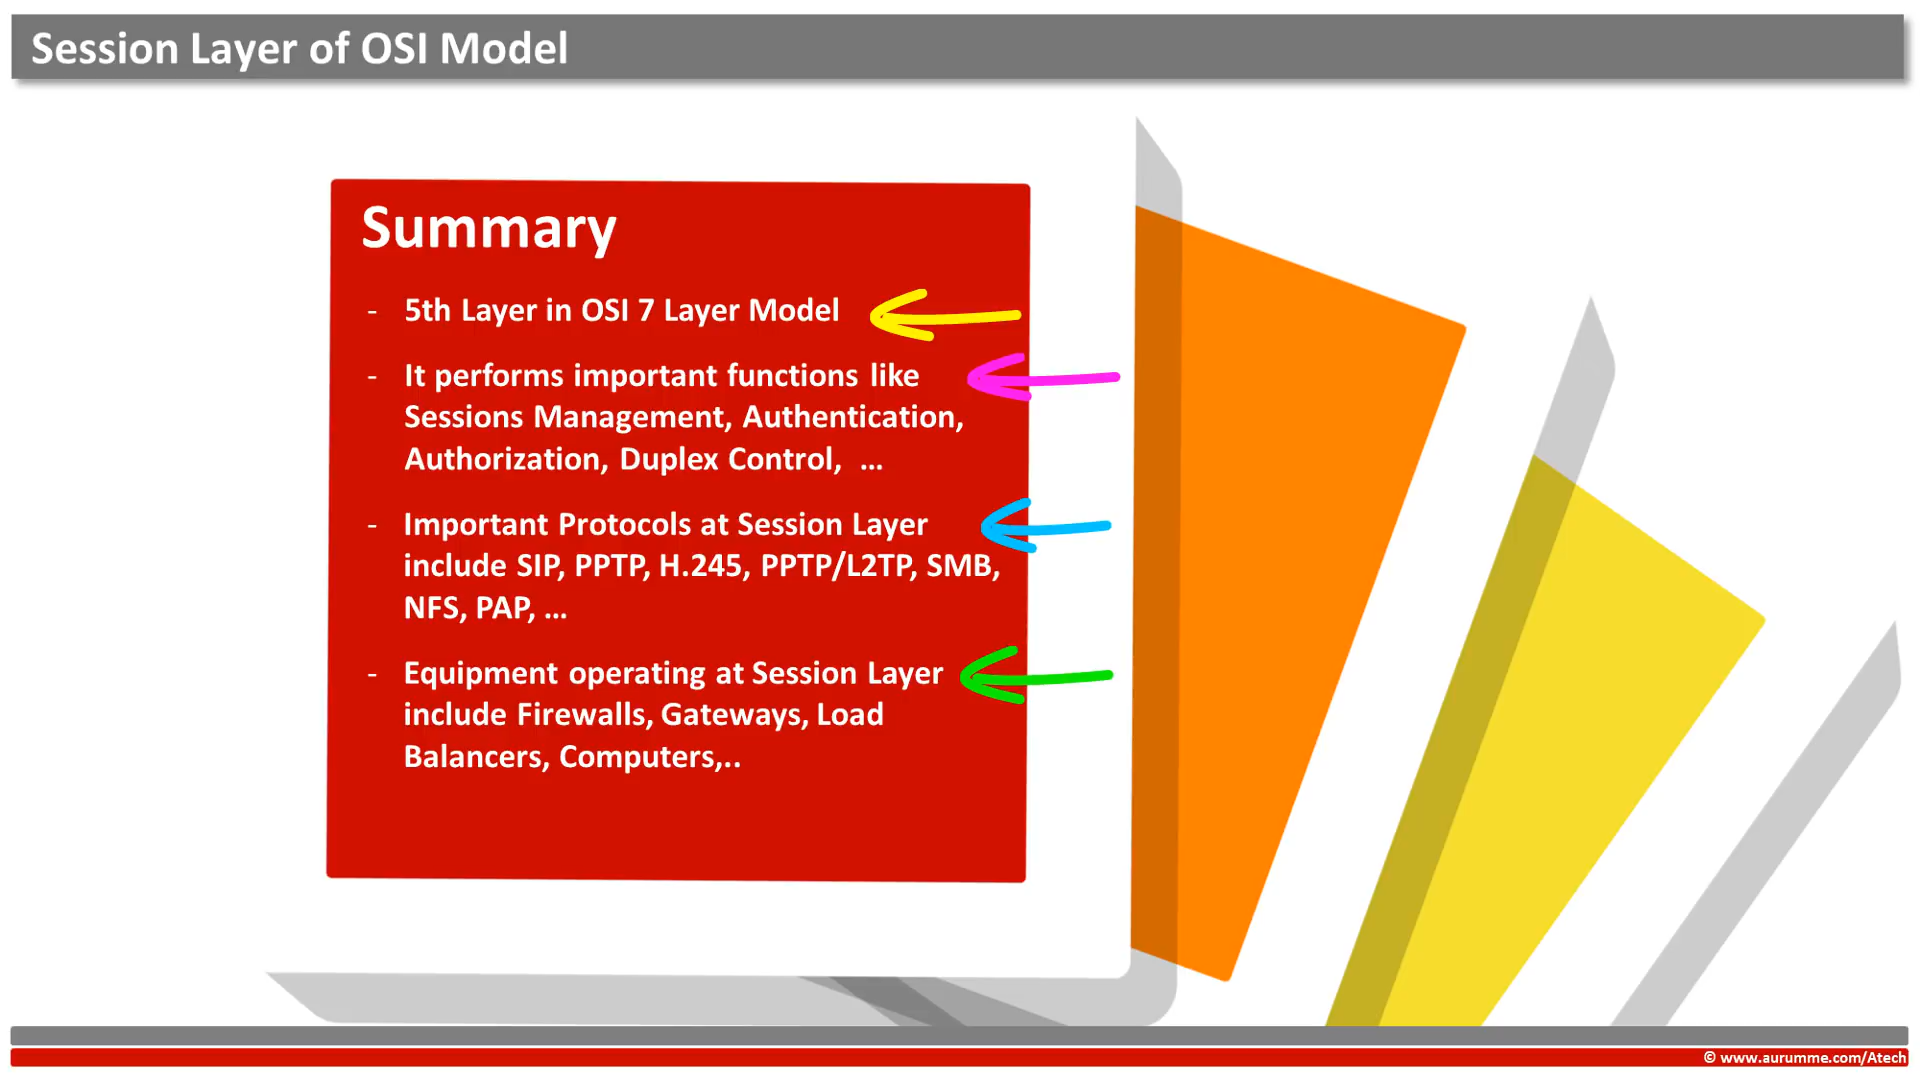 Session Layer of OSI Model
Summary
- 5th Layer in OSI 7 Layer Model
- It performs important functions like
Sessions Management, Authentication,
Authorization, Duplex Control, ...
- Important Protocols at Session Layer
include SIP, PPTP, H.245, PPTP/L2TP, SMB,
NFS, PAP, ...
- Equipment operating at Session Layer
include Firewalls, Gateways, Load
Balancers, Computers,..
© www.aurumme.com/Atech